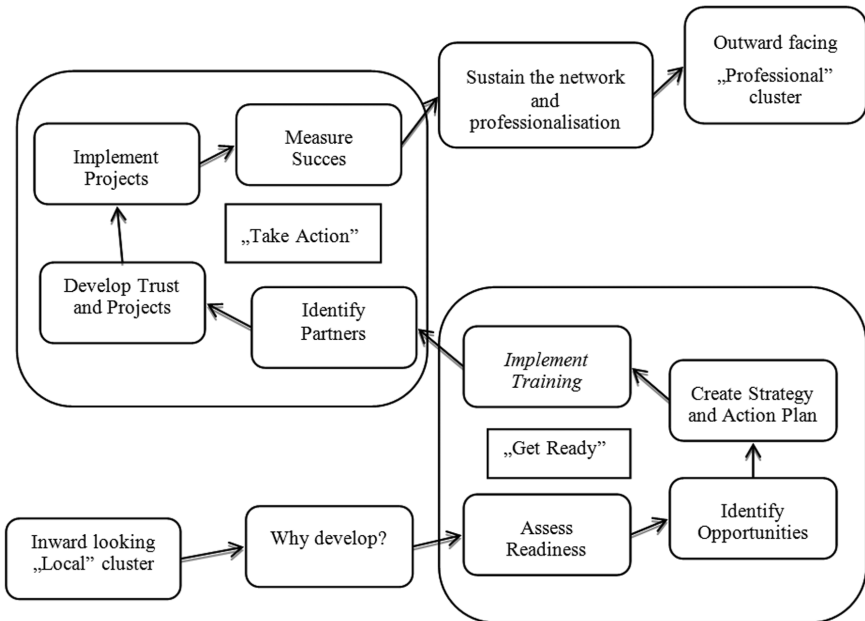 Outward facing
„Professional”
cluster
Sustain the network
and
professionalisation
Measure
Succes
Implement
Projects
„Take Action”
Develop Trust
and Projects
Identify
Partners
Implement
Training
Create Strategy
and Action Plan
„Get Ready”
Assess
Readiness
Identify
Opportunities
Why develop?
Inward looking
„Local” cluster